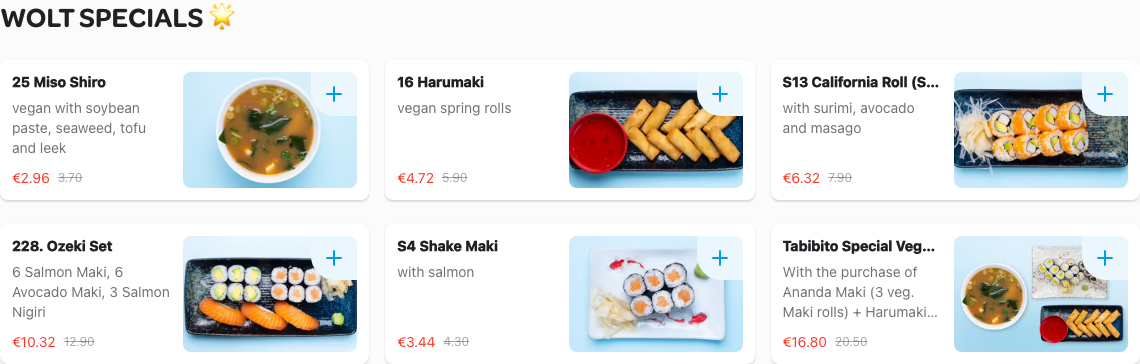 WOLT SPECIALS 🌟
25 Miso Shiro
vegan with soybean
paste, seaweed, tofu
and leek
€2.96 3.70
16 Harumaki
vegan spring rolls
€4.72 5.90
S13 California Roll (S...
with surimi, avocado
and masago
€6.32 7.90
228. Ozeki Set
6 Salmon Maki, 6
Avocado Maki, 3 Salmon
Nigiri
€10.32 12.90
S4 Shake Maki
with salmon
€3.44 4.30
Tabibito Special Veg...
With the purchase of
Ananda Maki (3 veg.
Maki rolls) + Harumaki...
€16.80 20.50